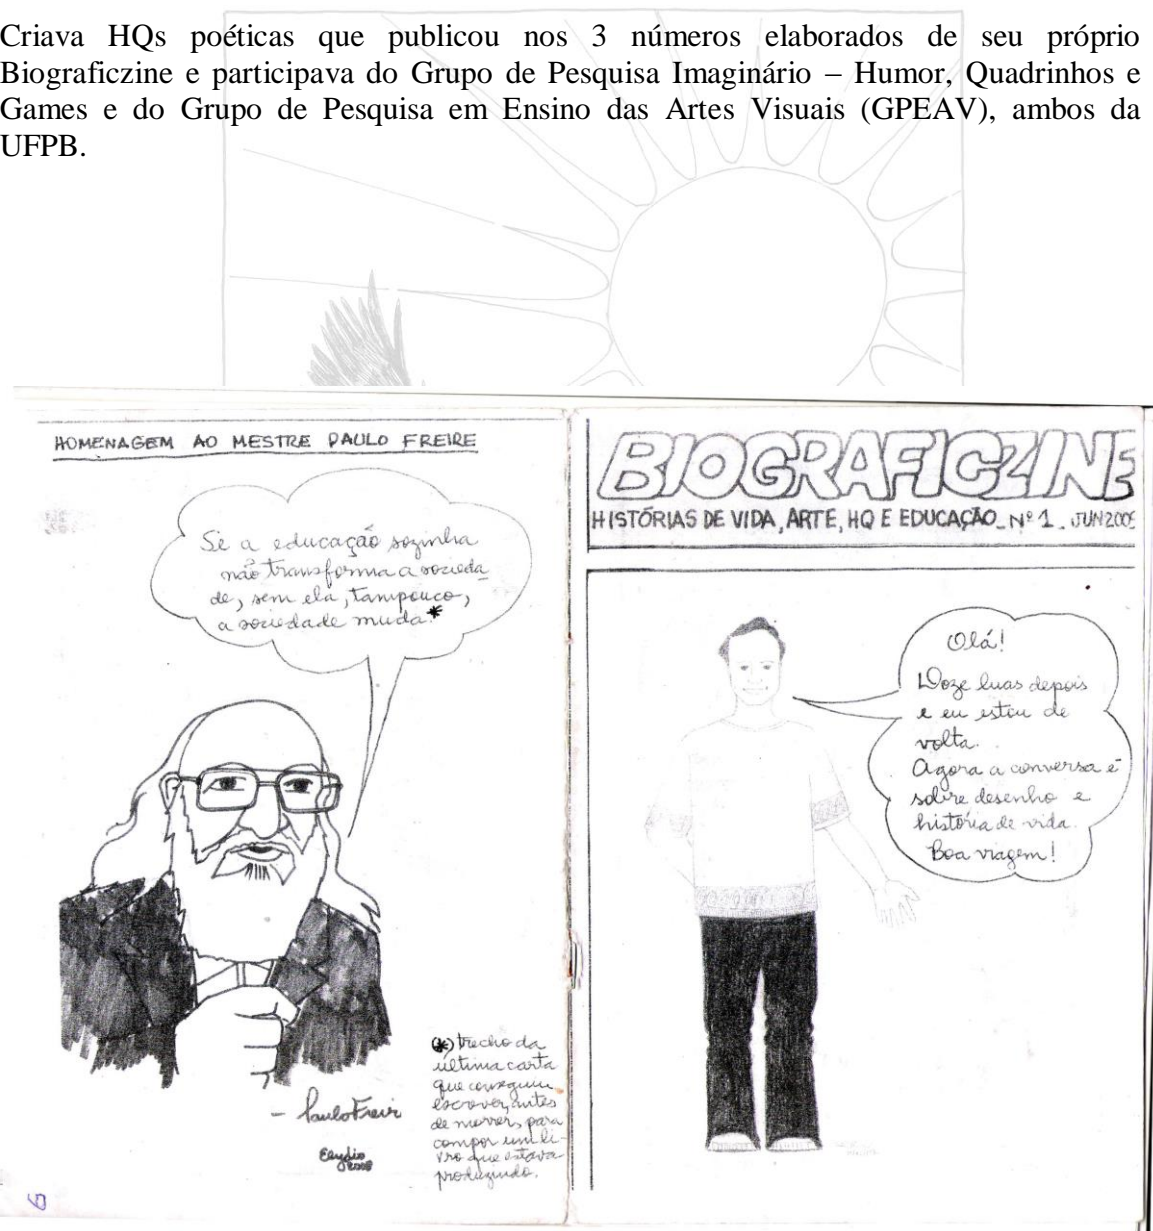 Criava HQs poéticas que publicou nos 3 números elaborados de seu próprio
Biograficzine e participava do Grupo de Pesquisa Imaginário – Humor, Quadrinhos e
Games e do Grupo de Pesquisa em Ensino das Artes Visuais (GPEAV), ambos da
UFPB.
HOMENAGEM AO MESTRE PAULO FREIRE
Se a educação sozinha
não transforma a socieda
de, sem ela, tampouco,
a sociedade muda.*
(*) trecho da
última carta
que conseguiu
escrever, antes
de morrer, para
compor um li-
vro que estava
produzindo.
- Paulo Freire
2008
6
BIOGRAFICZINE
HISTÓRIAS DE VIDA, ARTE, HQ E EDUCAÇÃO_Nº 1. JUN
Olá!
Doze luas depois
e eu estou de
volta.
Agora a conversa é
sobre desenho e
história de vida.
Boa viagem!